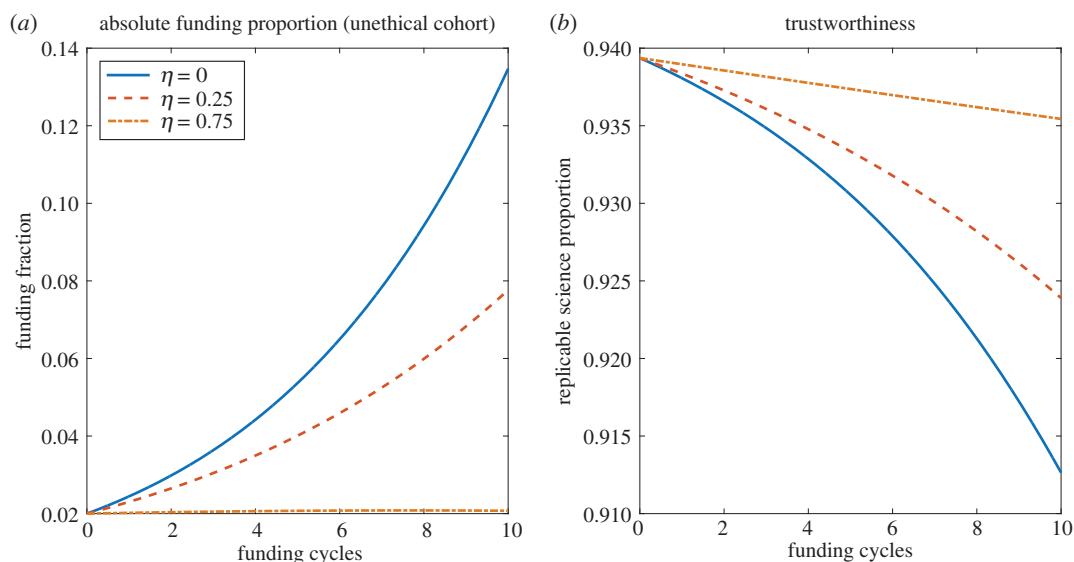 (a) absolute funding proportion (unethical cohort)
0.14
0.12
0.10
0.08
0.06
0.04
0.02
funding fraction
η = 0
η = 0.25
η = 0.75
0 2 4 6 8 10
funding cycles
(b) trustworthiness
0.940
0.935
0.930
0.925
0.920
0.915
0.910
replicable science proportion
0 2 4 6 8 10
funding cycles